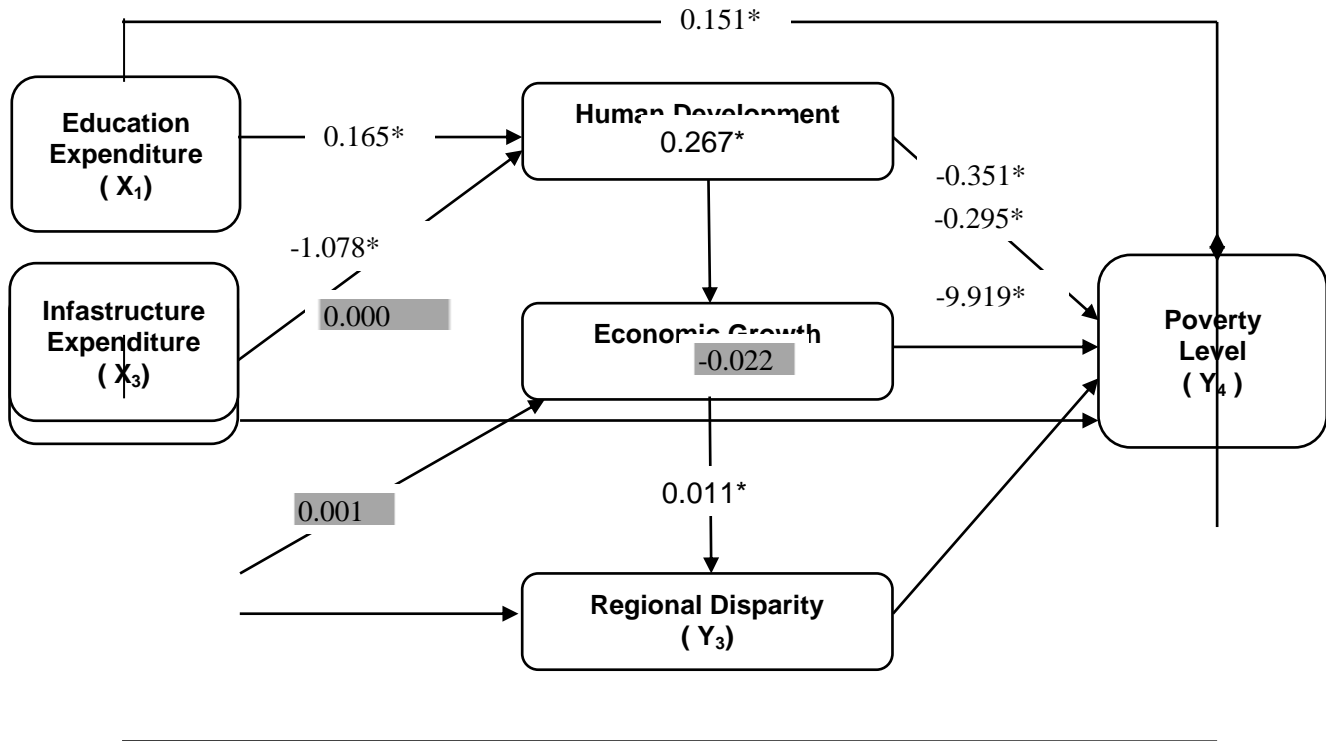 0.151*
Education
Expenditure
( X₁)
0.165*
Human Development
0.267*
-0.351*
-0.295*
-1.078*
-9.919*
Infastructure
Expenditure
( X₃)
0.000
Economic Growth
-0.022
Poverty
Level
( Y₄ )
0.001
0.011*
Regional Disparity
( Y₃)